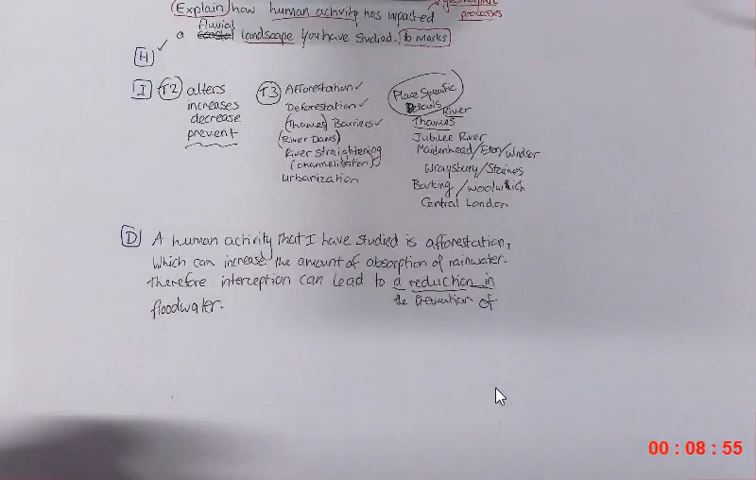 Explain how human activity has impacted geomorphic processes
fluvial
a coastal landscape you have studied. 6 marks
H ✓
I T2 alters
increases
decrease
prevent
T3 Afforestation ✓
Deforestation ✓
(Thames) Barriers ✓
(River Dams)
River straightening
(channelisation)
urbanization
Place Specific
Details
River
Thames
Jubilee River
Maidenhead/Eton/Windsor
Wraysbury/Staines
Barking/Woolwich
Central London
D A human activity that I have studied is afforestation,
which can increase the amount of absorption of rainwater.
Therefore interception can lead to a reduction in
the prevention of
floodwater.
00:08:55